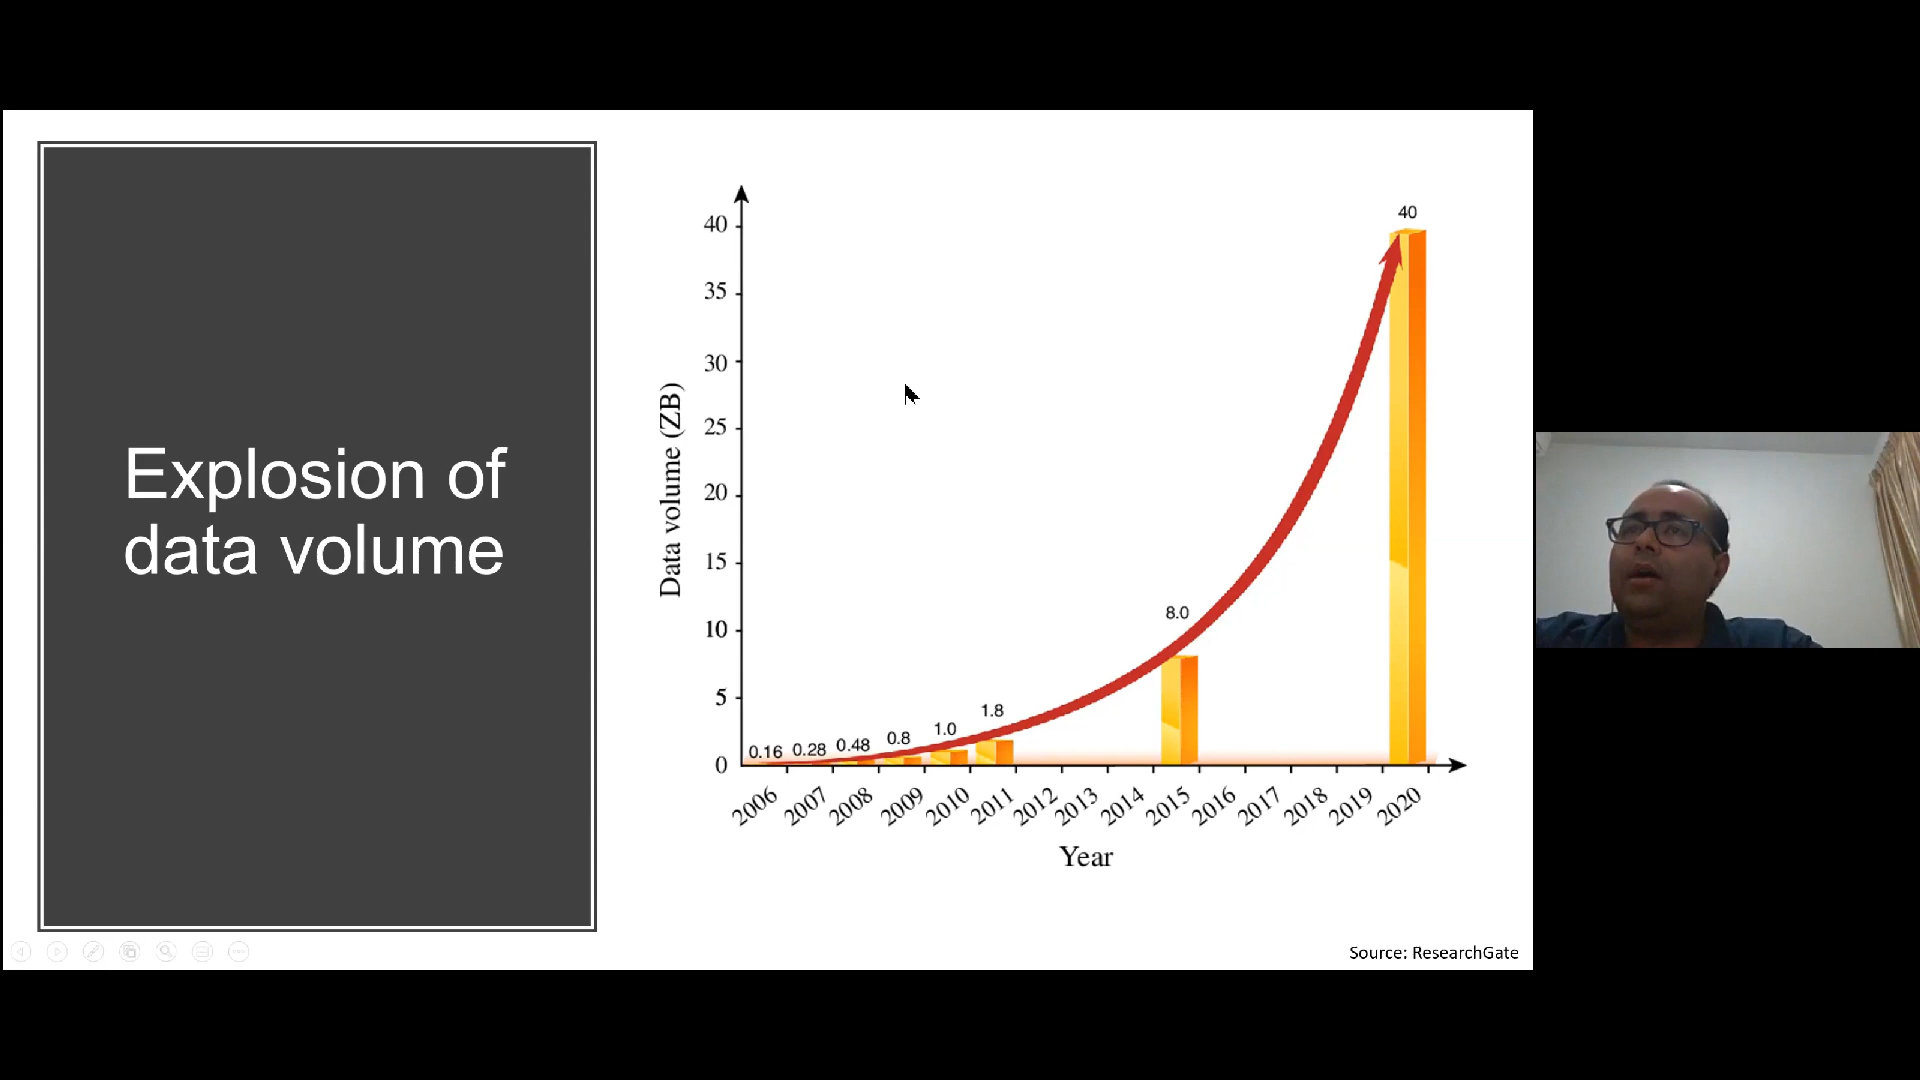 Explosion of
data volume
40
35
30
25
20
15
10
5
0
Data volume (ZB)
0.16 0.28 0.48 0.8 1.0 1.8 8.0 40
2006 2007 2008 2009 2010 2011 2012 2013 2014 2015 2016 2017 2018 2019 2020
Year
Source: ResearchGate